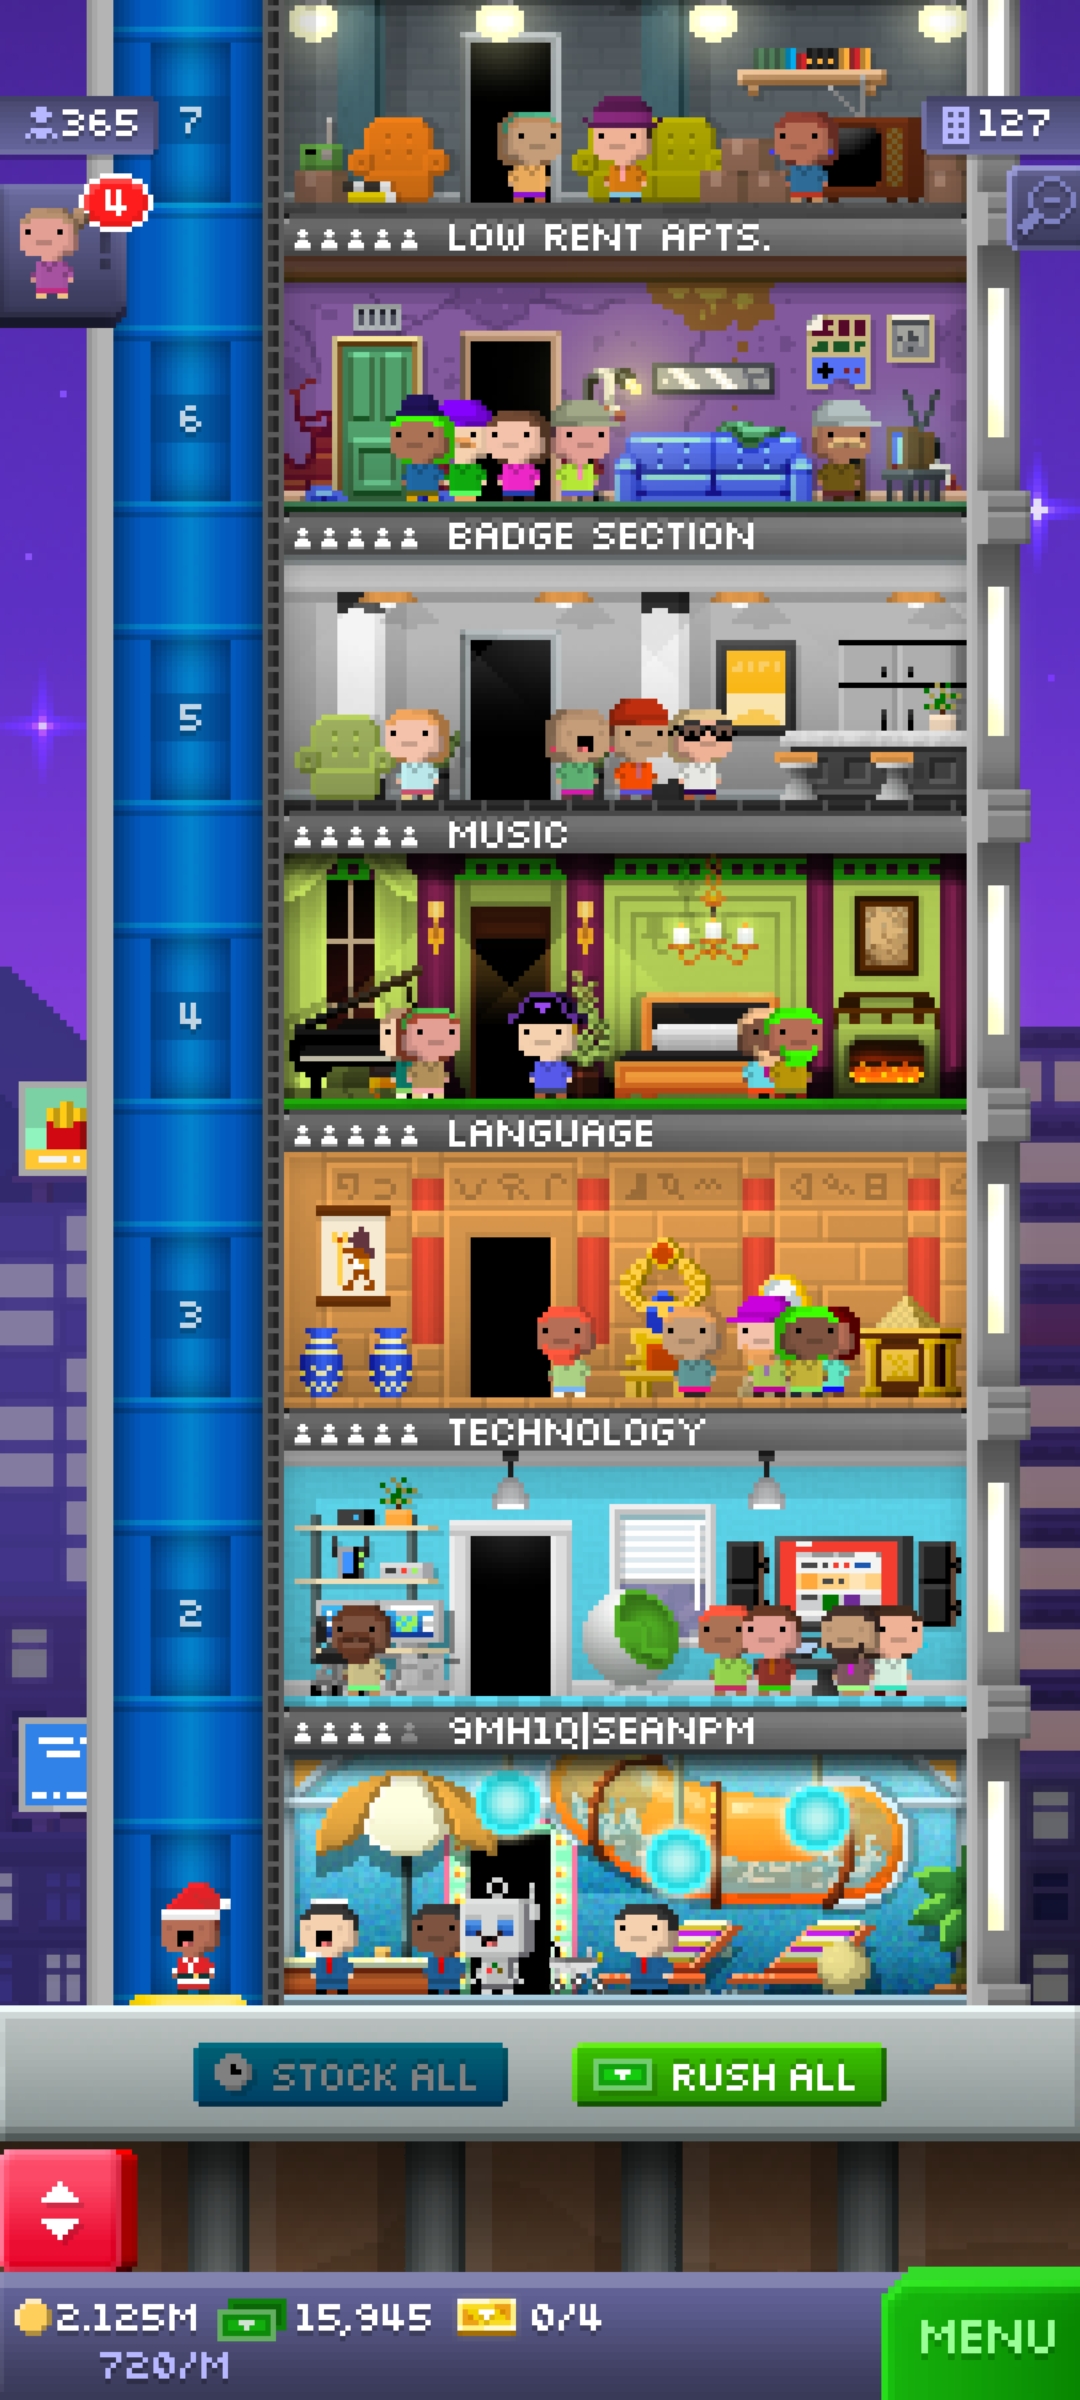 365
7
127
4
LOW RENT APTS.
6
BADGE SECTION
5
MUSIC
4
LANGUAGE
3
TECHNOLOGY
2
9MH1Q|SEANPM
STOCK ALL
RUSH ALL
2.125M
15,945
0/4
720/M
MENU